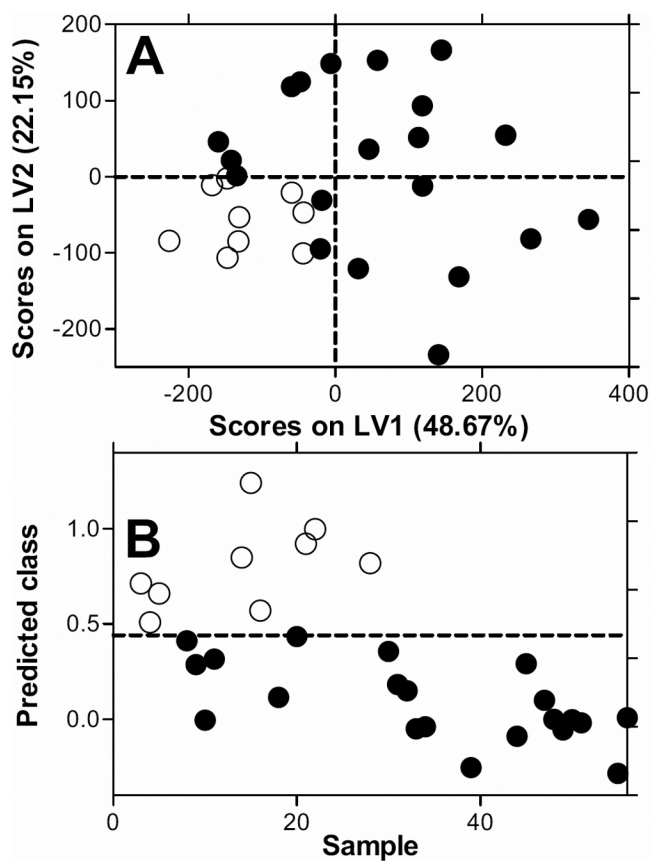 A
200
100
0
-100
-200
Scores on LV2 (22.15%)
-200 0 200 400
Scores on LV1 (48.67%)
B
1.0
0.5
0.0
Predicted class
0 20 40
Sample